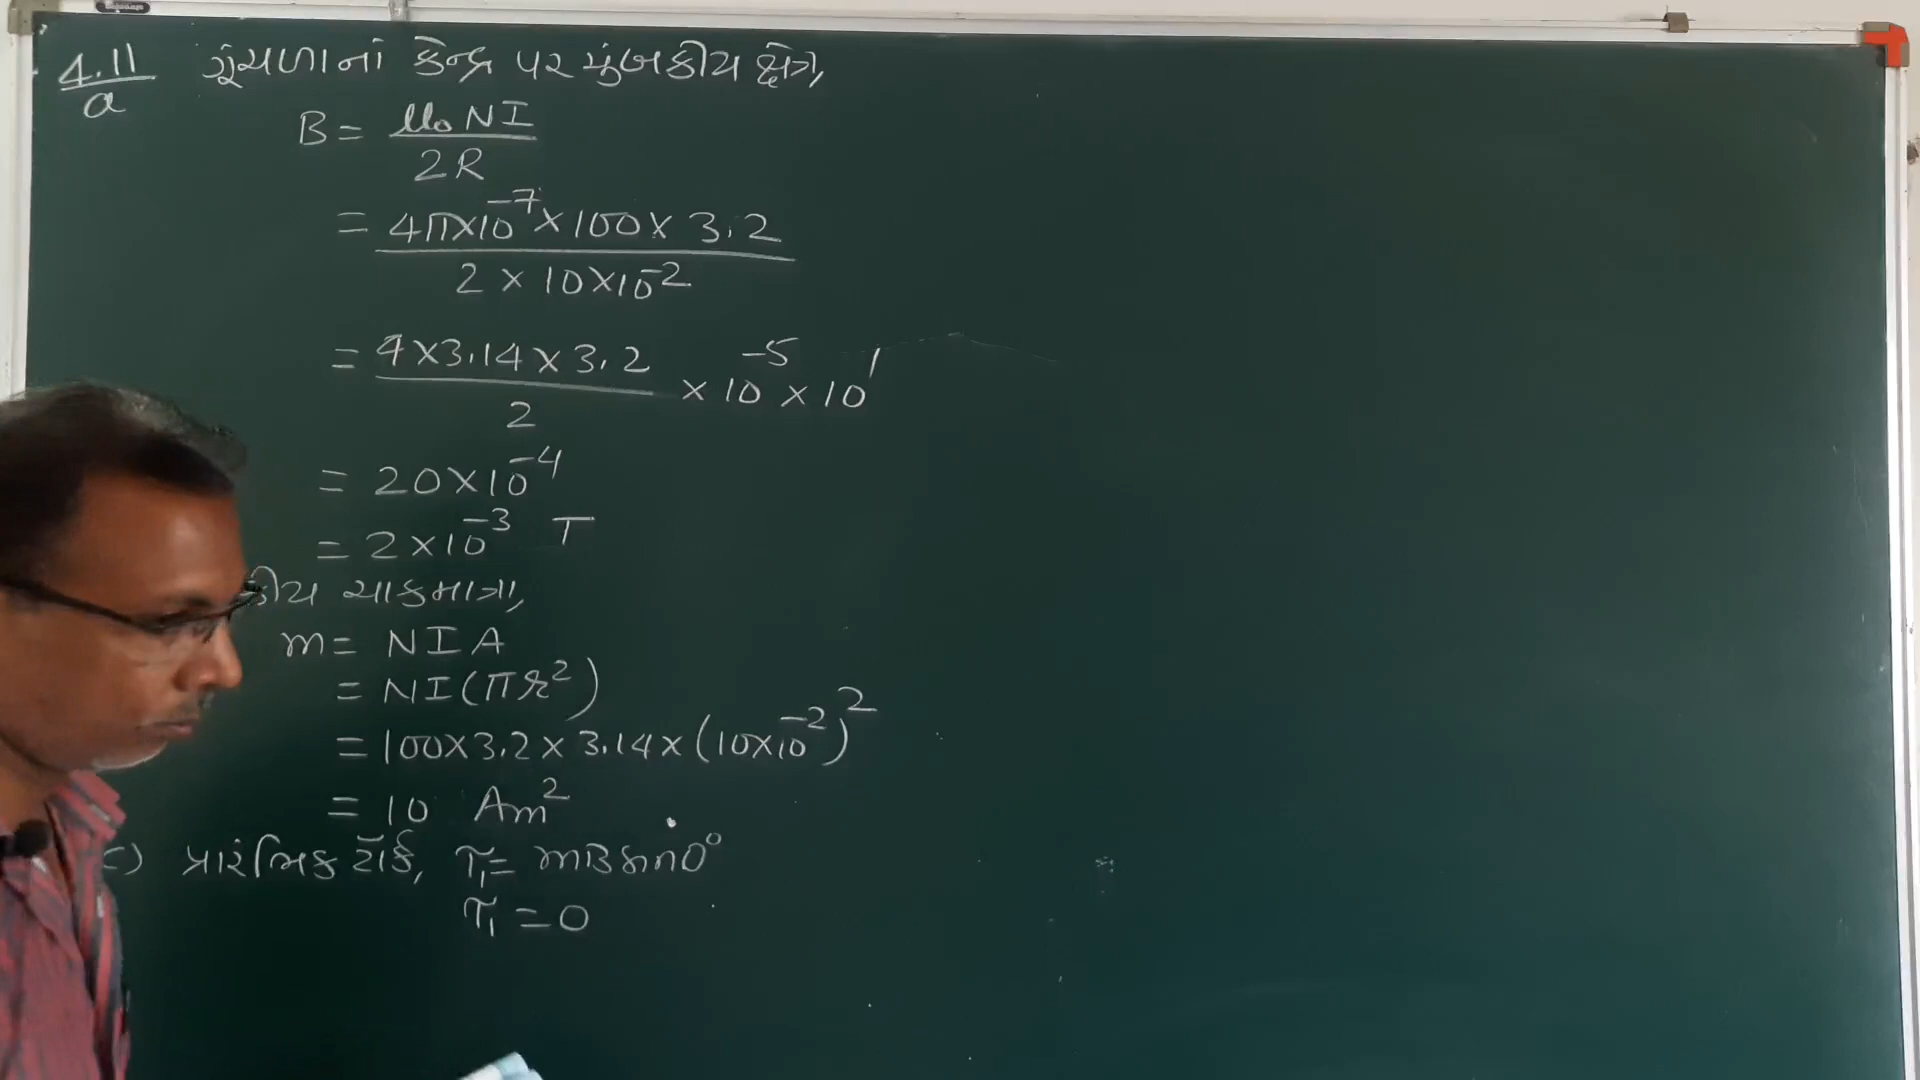 4.11 ગૂંચળાનાં કેન્દ્ર પર ચુંબકીય ક્ષેત્ર,
a
B = μ₀NI / 2R
= 4π×10⁻⁷×100×3.2 / 2×10×10⁻²
= 4×3.14×3.2 / 2 × 10⁻⁵ × 10¹
= 20×10⁻⁴
= 2×10⁻³ T
કીય ચાકમાત્રા,
m = NIA
= NI(πr²)
= 100×3.2×3.14×(10×10⁻²)²
= 10 Am²
c) પ્રારંભિક ટૉર્ક, τ₁ = mB sin0°
τ₁ = 0